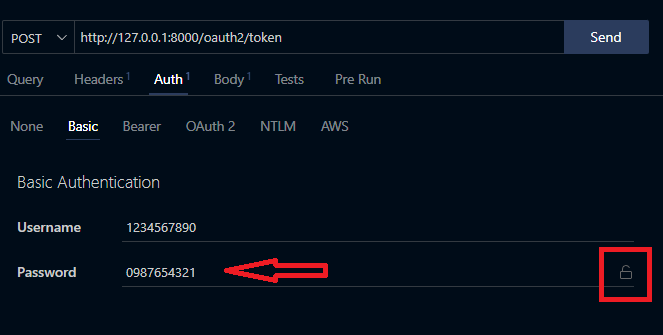 POST http://127.0.0.1:8000/oauth2/token Send
Query Headers 1 Auth 1 Body 1 Tests Pre Run
None Basic Bearer OAuth 2 NTLM AWS
Basic Authentication
Username 1234567890
Password 0987654321